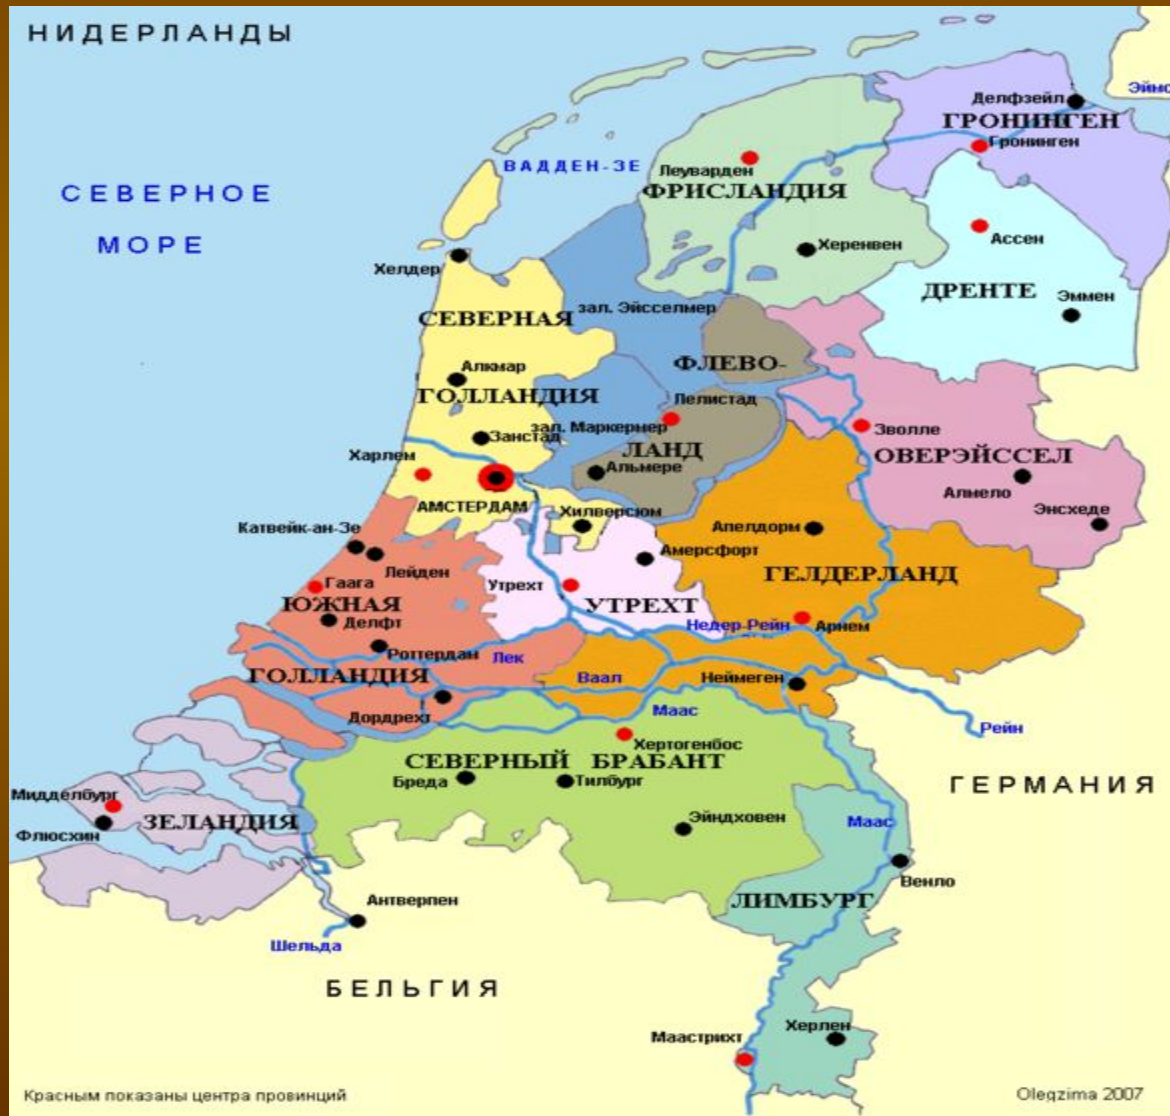 НИДЕРЛАНДЫ
СЕВЕРНОЕ
МОРЕ
ВАДДЕН-ЗЕ
Эймс
Делфзейл
ГРОНИНГЕН
Гронинген
Леуварден
ФРИСЛАНДИЯ
Херенвен
Ассен
ДРЕНТЕ
Эммен
Хелдер
зал. Эйсселмер
СЕВЕРНАЯ
ГОЛЛАНДИЯ
Алкмар
Занстад
зал. Маркермер
Харлем
АМСТЕРДАМ
Хилверсюм
ФЛЕВО-
ЛАНД
Лелистад
Альмере
Зволле
ОВЕРЭЙССЕЛ
Алмело
Энсхеде
Апелдорм
ГЕЛДЕРЛАНД
Амерсфорт
Утрехт
УТРЕХТ
Недер-Рейн
Арнем
Катвейк-ан-Зе
Лейден
Гаага
ЮЖНАЯ
ГОЛЛАНДИЯ
Делфт
Роттердам
Лек
Ваал
Неймеген
Дордрехт
Маас
Рейн
Хертогенбос
СЕВЕРНЫЙ БРАБАНТ
Бреда
Тилбург
Эйндховен
Мидделбург
ЗЕЛАНДИЯ
Флюсхин
ГЕРМАНИЯ
Маас
Венло
ЛИМБУРГ
Антверпен
Шельда
БЕЛЬГИЯ
Маастрихт
Херлен
Красным показаны центра провинций
Olegzima 2007